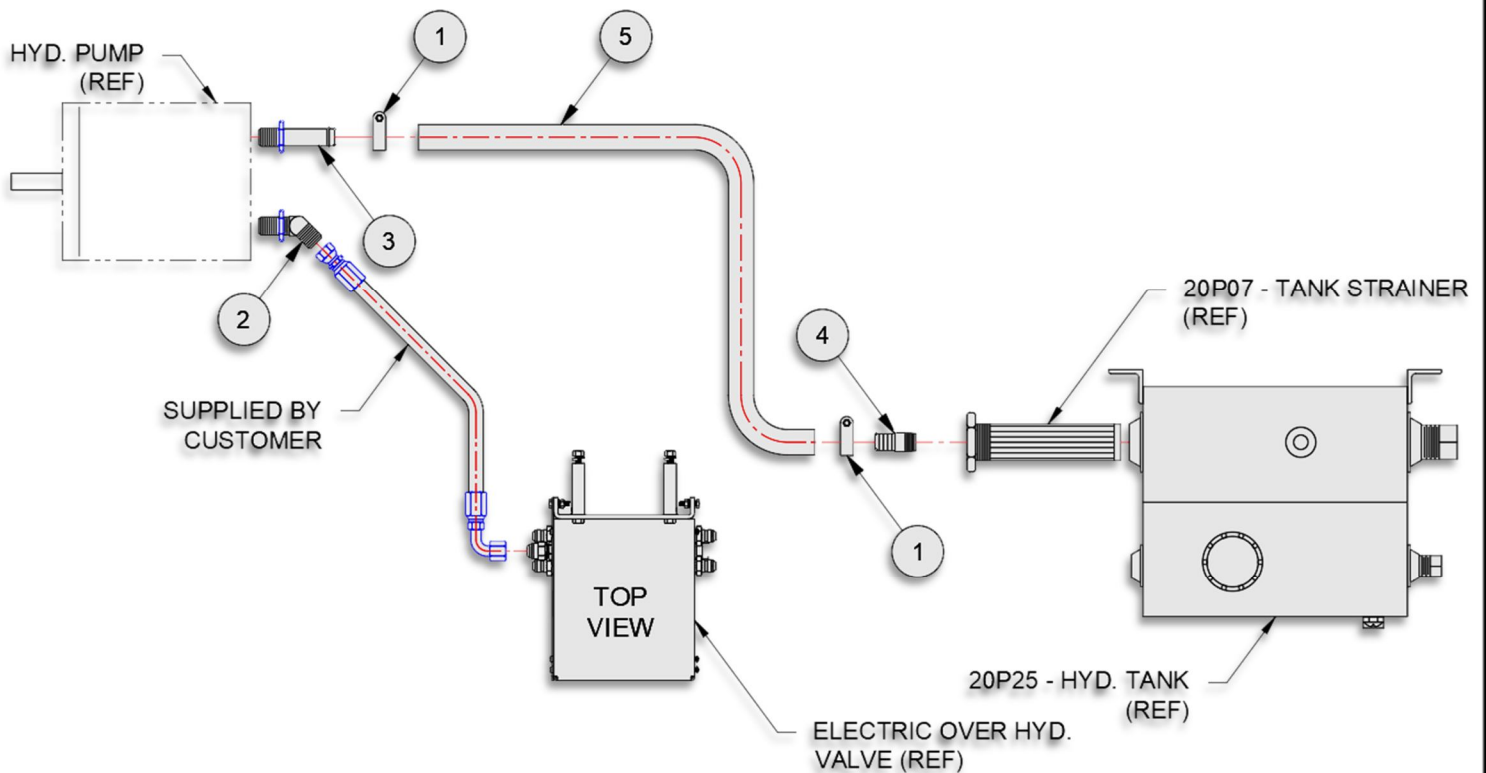 1
5
HYD. PUMP
(REF)
3
2
20P07 - TANK STRAINER
(REF)
4
SUPPLIED BY
CUSTOMER
1
TOP
VIEW
20P25 - HYD. TANK
(REF)
ELECTRIC OVER HYD.
VALVE (REF)